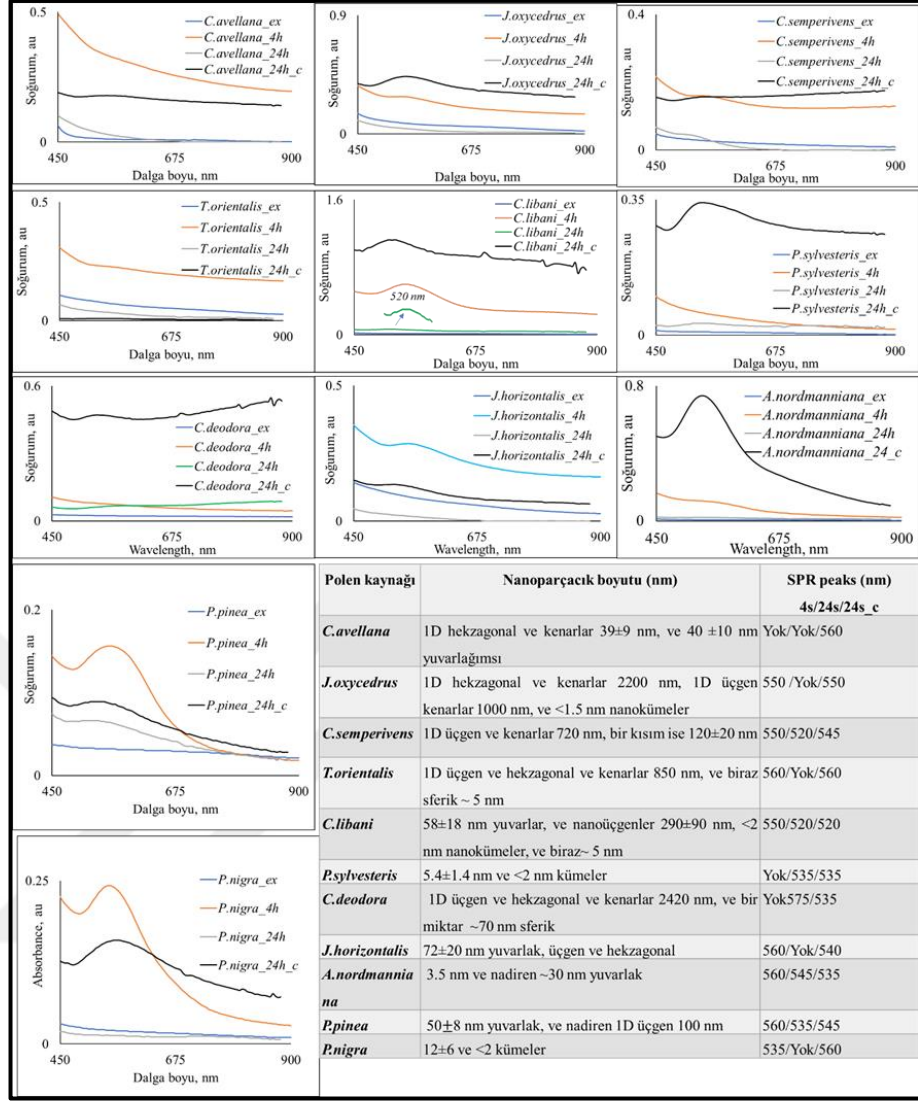 0.5
C.avellana_ex
C.avellana_4h
C.avellana_24h
C.avellana_24h_c
Soğurum, au
0
450 675 900
Dalga boyu, nm
0.9
J.oxycedrus_ex
J.oxycedrus_4h
J.oxycedrus_24h
J.oxycedrus_24h_c
Soğurum, au
0
450 675 900
Dalga boyu, nm
0.4
C.semperivens_ex
C.semperivens_4h
C.semperivens_24h
C.semperivens_24h_c
Soğurum, au
0
450 675 900
Dalga boyu, nm
0.5
T.orientalis_ex
T.orientalis_4h
T.orientalis_24h
T.orientalis_24h_c
Soğurum, au
0
450 675 900
Dalga boyu, nm
1.6
C.libani_ex
C.libani_4h
C.libani_24h
C.libani_24h_c
520 nm
Soğurum, au
0
450 675 900
Dalga boyu, nm
0.35
P.sylvesteris_ex
P.sylvesteris_4h
P.sylvesteris_24h
P.sylvesteris_24h_c
Soğurum, au
0
450 675 900
Dalga boyu, nm
0.6
C.deodora_ex
C.deodora_4h
C.deodora_24h
C.deodora_24h_c
Soğurum, au
0
450 675 900
Wavelength, nm
0.5
J.horizontalis_ex
J.horizontalis_4h
J.horizontalis_24h
J.horizontalis_24h_c
Soğurum, au
0
450 675 900
Dalga boyu, nm
0.8
A.nordmanniana_ex
A.nordmanniana_4h
A.nordmanniana_24h
A.nordmanniana_24_c
Soğurum, au
0
450 675 900
Wavelength, nm
0.2
P.pinea_ex
P.pinea_4h
P.pinea_24h
P.pinea_24h_c
Soğurum, au
0
450 675 900
Dalga boyu, nm
0.25
P.nigra_ex
P.nigra_4h
P.nigra_24h
P.nigra_24h_c
Absorbance, au
0
450 675 900
Dalga boyu, nm
Polen kaynağı Nanoparçacık boyutu (nm) SPR peaks (nm)
4s/24s/24s_c
C.avellana 1D hekzagonal ve kenarlar 39±9 nm, ve 40 ±10 nm Yok/Yok/560
yuvarlağımsı
J.oxycedrus 1D hekzagonal ve kenarlar 2200 nm, 1D üçgen 550 /Yok/550
kenarlar 1000 nm, ve <1.5 nm nanokümeler
C.semperivens 1D üçgen ve kenarlar 720 nm, bir kısım ise 120±20 nm 550/520/545
T.orientalis 1D üçgen ve hekzagonal ve kenarlar 850 nm, ve biraz 560/Yok/560
sferik ~ 5 nm
C.libani 58±18 nm yuvarlar, ve nanoüçgenler 290±90 nm, <2 550/520/520
nm nanokümeler, ve biraz~ 5 nm
P.sylvesteris 5.4±1.4 nm ve <2 nm kümeler Yok/535/535
C.deodora 1D üçgen ve hekzagonal ve kenarlar 2420 nm, ve bir Yok575/535
miktar ~70 nm sferik
J.horizontalis 72±20 nm yuvarlak, üçgen ve hekzagonal 560/Yok/540
A.nordmannia 3.5 nm ve nadiren ~30 nm yuvarlak 560/545/535
na
P.pinea 50±8 nm yuvarlak, ve nadiren 1D üçgen 100 nm 560/535/545
P.nigra 12±6 ve <2 kümeler 535/Yok/560